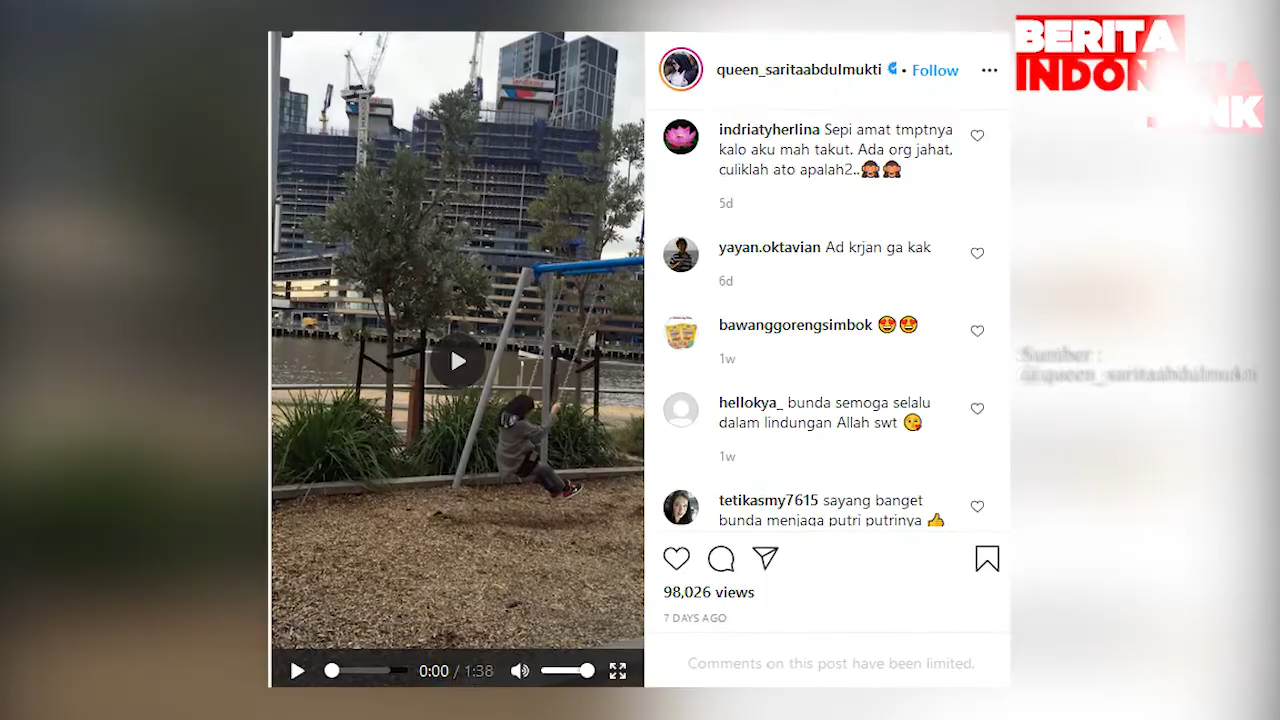 BERITA
INDONESIA
queen_saritaabdulmukti • Follow
indriatyherlina Sepi amat tmptnya
kalo aku mah takut. Ada org jahat,
culiklah ato apalah2..🙈🙈
5d
yayan.oktavian Ad krjan ga kak
6d
bawanggorengsimbok 😍😍
1w
hellokya_ bunda semoga selalu
dalam lindungan Allah swt 😘
1w
tetikasmy7615 sayang banget
bunda menjaga putri putrinya 👍
98,026 views
7 DAYS AGO
Comments on this post have been limited.
0:00 / 1:38
Sumber :
@queen_saritaabdulmukti